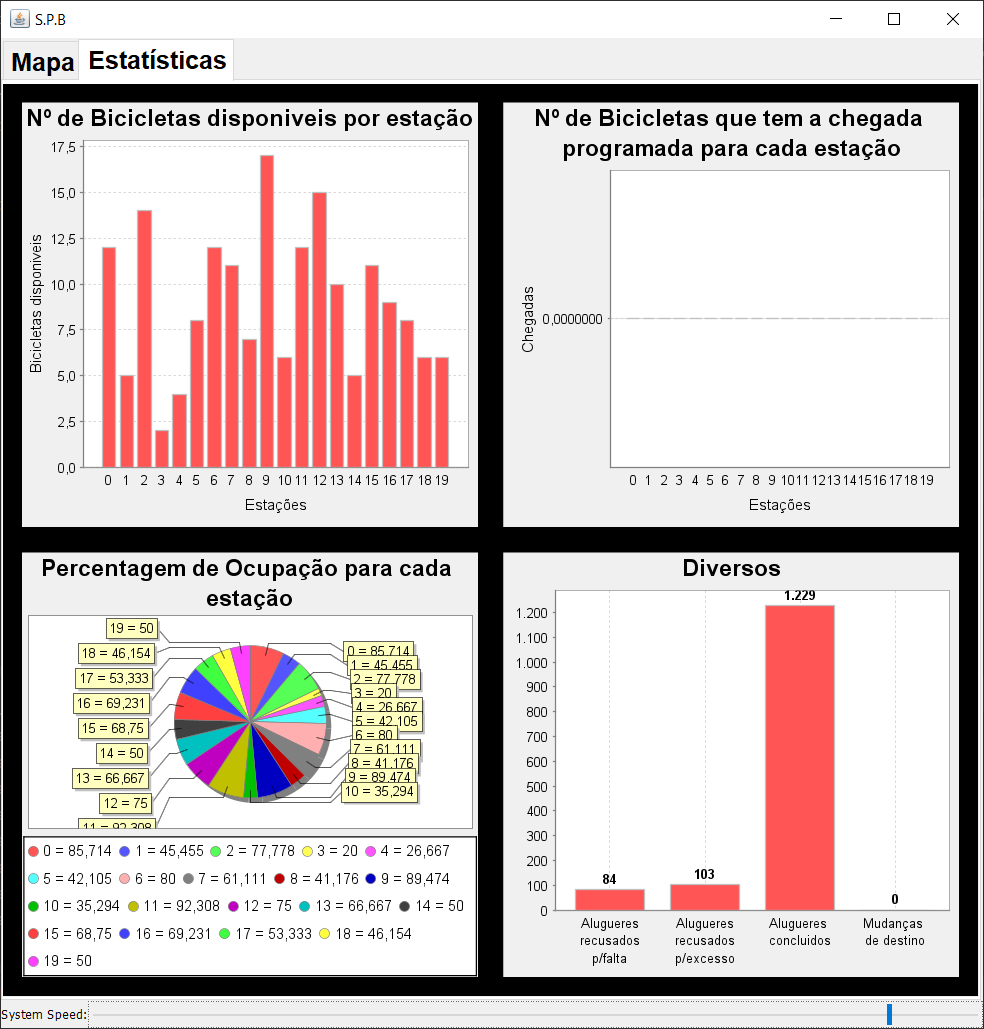 S.P.B
Mapa Estatísticas
Nº de Bicicletas disponiveis por estação
17,5
15,0
12,5
10,0
7,5
5,0
2,5
0,0
Bicicletas disponiveis
0 1 2 3 4 5 6 7 8 9 10 11 12 13 14 15 16 17 18 19
Estações
Nº de Bicicletas que tem a chegada
programada para cada estação
Chegadas
0,0000000
0 1 2 3 4 5 6 7 8 9 10 11 12 13 14 15 16 17 18 19
Estações
Percentagem de Ocupação para cada
estação
19 = 50
18 = 46,154
17 = 53,333
16 = 69,231
15 = 68,75
14 = 50
13 = 66,667
12 = 75
11 = 92,308
0 = 85,714
1 = 45,455
2 = 77,778
3 = 20
4 = 26,667
5 = 42,105
6 = 80
7 = 61,111
8 = 41,176
9 = 89,474
10 = 35,294
0 = 85,714 1 = 45,455 2 = 77,778 3 = 20 4 = 26,667
5 = 42,105 6 = 80 7 = 61,111 8 = 41,176 9 = 89,474
10 = 35,294 11 = 92,308 12 = 75 13 = 66,667 14 = 50
15 = 68,75 16 = 69,231 17 = 53,333 18 = 46,154
19 = 50
Diversos
1.200
1.100
1.000
900
800
700
600
500
400
300
200
100
0
84
103
1.229
0
Alugueres
recusados
p/falta
Alugueres
recusados
p/excesso
Alugueres
concluidos
Mudanças
de destino
System Speed: